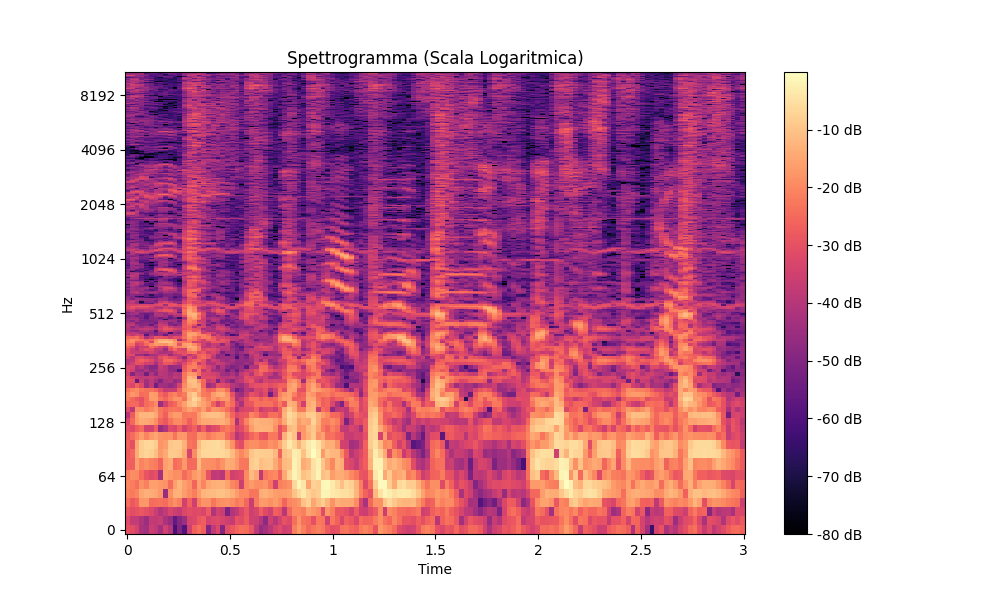 Spettrogramma (Scala Logaritmica)
Hz
8192
4096
2048
1024
512
256
128
64
0
0 0.5 1 1.5 2 2.5 3
Time
-10 dB
-20 dB
-30 dB
-40 dB
-50 dB
-60 dB
-70 dB
-80 dB